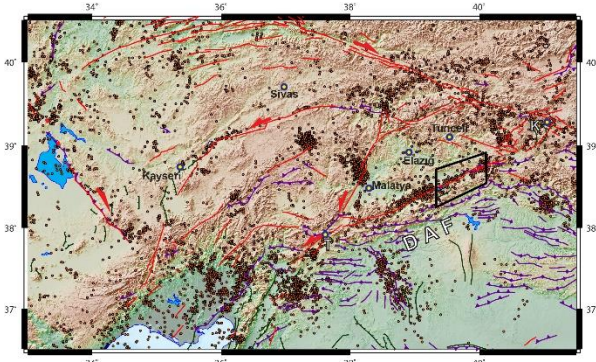 34˚ 36˚ 38˚ 40˚
40˚ 40˚
Sivas
Tunceli
39˚ 39˚
Elazığ
Kayseri
Malatya
38˚ 38˚
D A F
37˚ 37˚